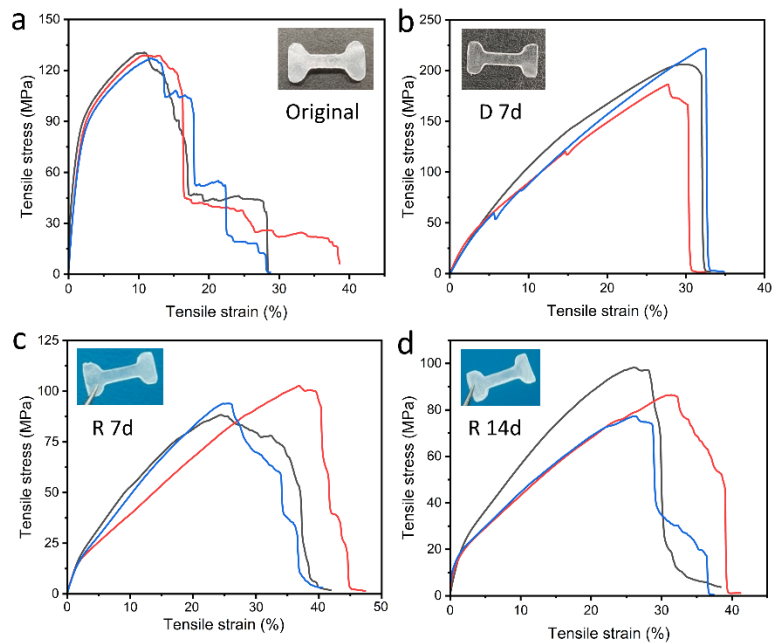 a
150
120
90
60
30
0
Tensile stress (MPa)
Original
0 10 20 30 40 50
Tensile strain (%)
b
250
200
150
100
50
0
Tensile stress (MPa)
D 7d
0 10 20 30 40
Tensile strain (%)
c
125
100
75
50
25
0
Tensile stress (MPa)
R 7d
0 10 20 30 40 50
Tensile strain (%)
d
100
80
60
40
20
0
Tensile stress (MPa)
R 14d
0 10 20 30 40
Tensile strain (%)